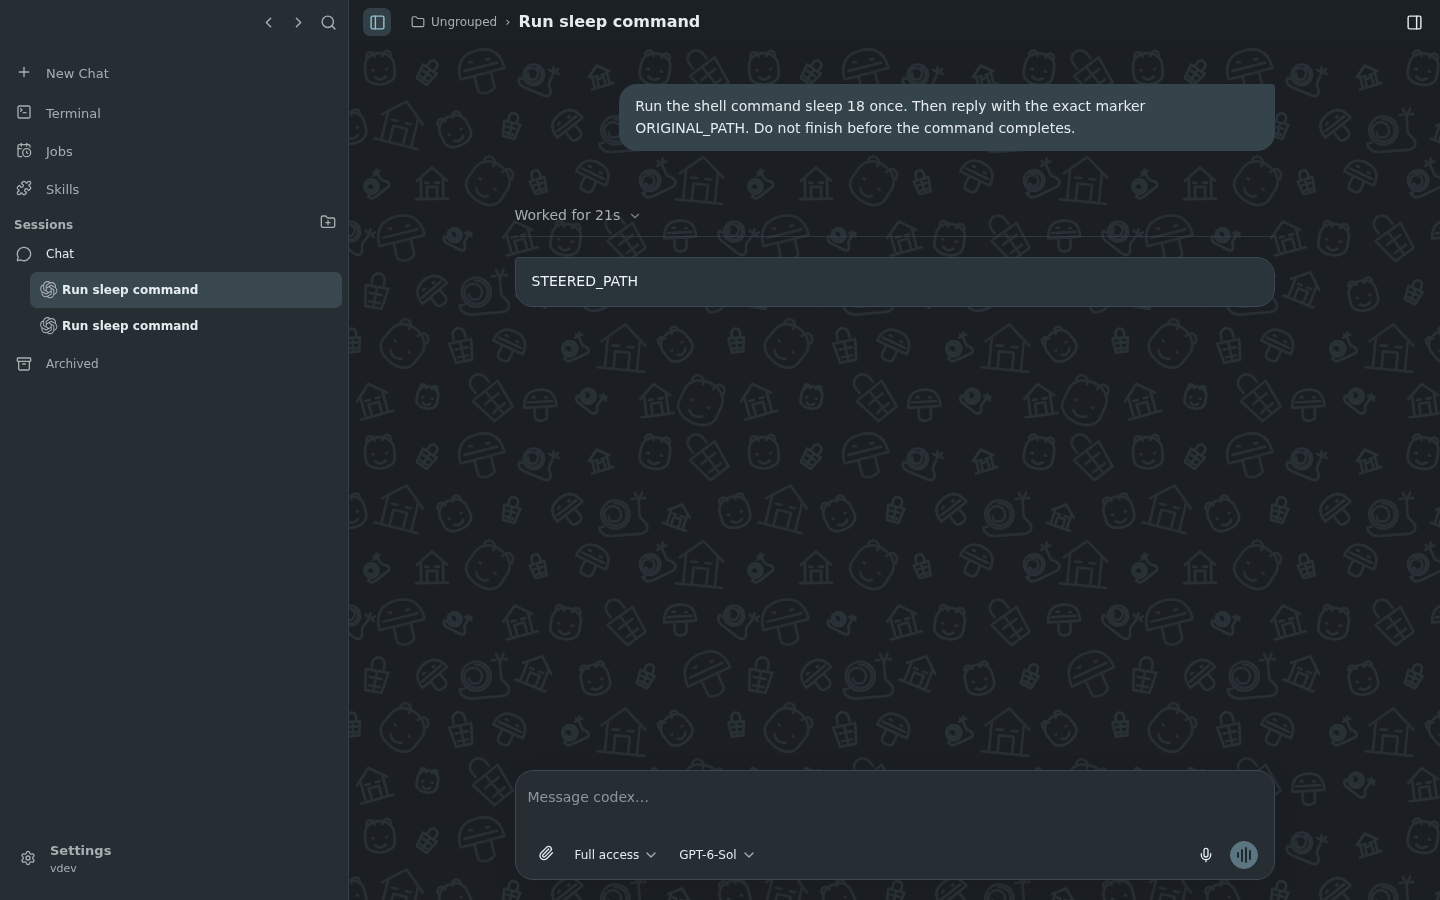 Ungrouped › Run sleep command
New Chat
Terminal
Jobs
Skills
Sessions
Chat
Run sleep command
Run sleep command
Archived
Settings
vdev
Run the shell command sleep 18 once. Then reply with the exact marker
ORIGINAL_PATH. Do not finish before the command completes.
Worked for 21s
STEERED_PATH
Message codex...
Full access
GPT-6-Sol